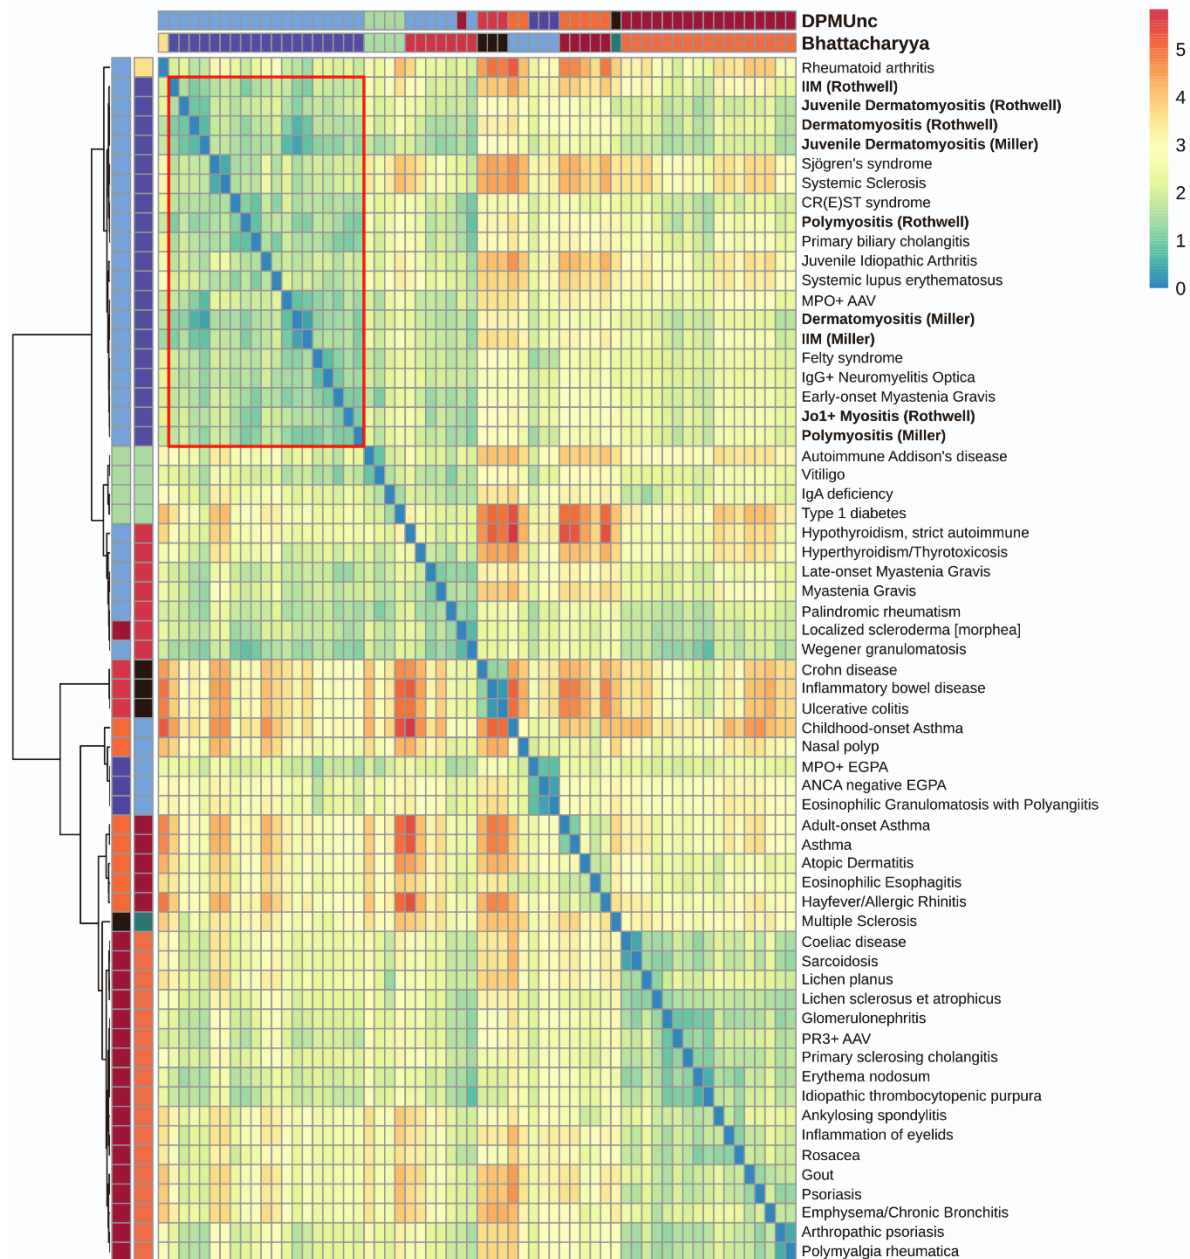 DPMUnc
Bhattacharyya
Rheumatoid arthritis
IIM (Rothwell)
Juvenile Dermatomyositis (Rothwell)
Dermatomyositis (Rothwell)
Juvenile Dermatomyositis (Miller)
Sjögren's syndrome
Systemic Sclerosis
CR(E)ST syndrome
Polymyositis (Rothwell)
Primary biliary cholangitis
Juvenile Idiopathic Arthritis
Systemic lupus erythematosus
MPO+ AAV
Dermatomyositis (Miller)
IIM (Miller)
Felty syndrome
IgG+ Neuromyelitis Optica
Early-onset Myastenia Gravis
Jo1+ Myositis (Rothwell)
Polymyositis (Miller)
Autoimmune Addison's disease
Vitiligo
IgA deficiency
Type 1 diabetes
Hypothyroidism, strict autoimmune
Hyperthyroidism/Thyrotoxicosis
Late-onset Myastenia Gravis
Myastenia Gravis
Palindromic rheumatism
Localized scleroderma [morphea]
Wegener granulomatosis
Crohn disease
Inflammatory bowel disease
Ulcerative colitis
Childhood-onset Asthma
Nasal polyp
MPO+ EGPA
ANCA negative EGPA
Eosinophilic Granulomatosis with Polyangiitis
Adult-onset Asthma
Asthma
Atopic Dermatitis
Eosinophilic Esophagitis
Hayfever/Allergic Rhinitis
Multiple Sclerosis
Coeliac disease
Sarcoidosis
Lichen planus
Lichen sclerosus et atrophicus
Glomerulonephritis
PR3+ AAV
Primary sclerosing cholangitis
Erythema nodosum
Idiopathic thrombocytopenic purpura
Ankylosing spondylitis
Inflammation of eyelids
Rosacea
Gout
Psoriasis
Emphysema/Chronic Bronchitis
Arthropathic psoriasis
Polymyalgia rheumatica
5
4
3
2
1
0